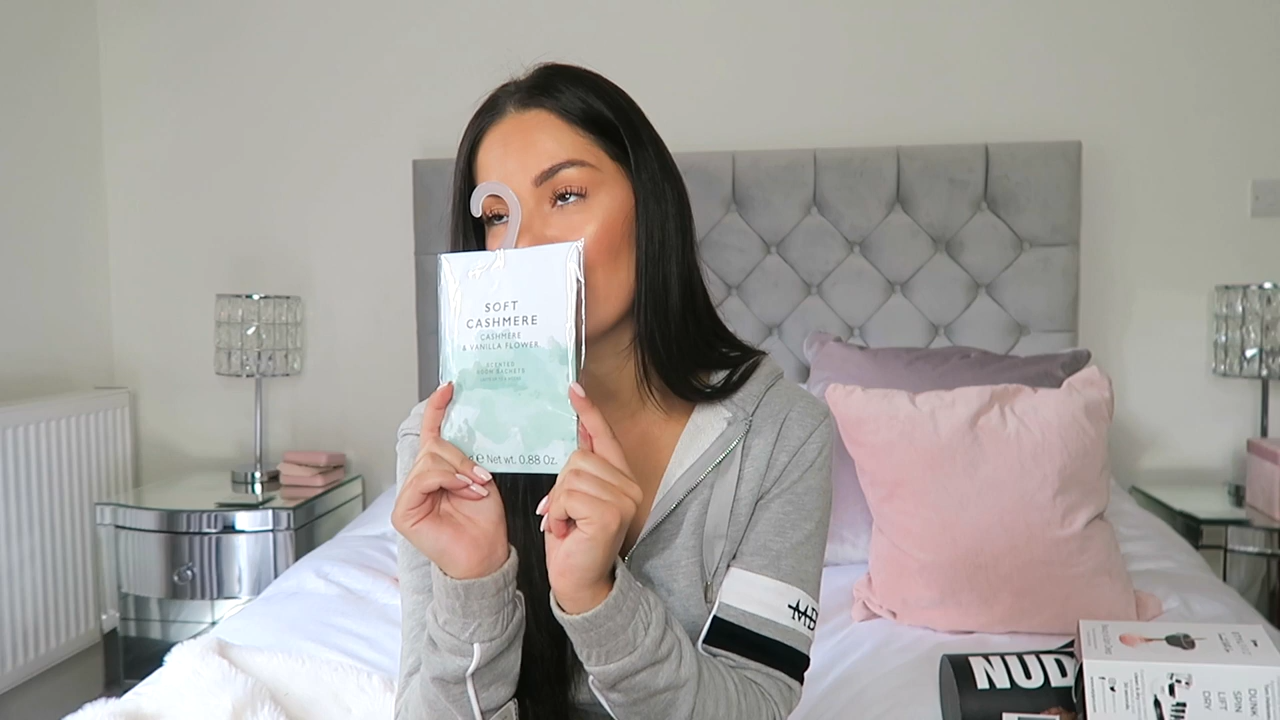 SOFT
CASHMERE
CASHMERE
& VANILLA FLOWER
SCENTED
ROOM SACHETS
Net wt. 0.88 Oz.
NUD
DUNK
SPIN
LIFT
DRY